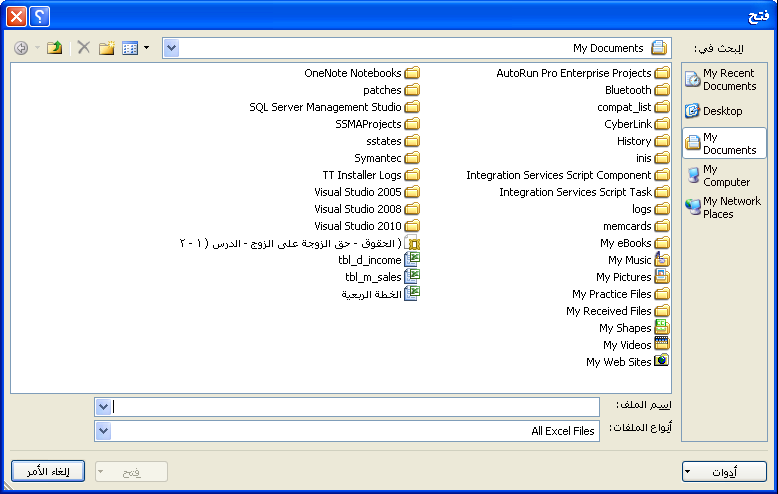 فتح
البحث في:
My Documents
My Recent
Documents
Desktop
My
Documents
My
Computer
My Network
Places
AutoRun Pro Enterprise Projects
Bluetooth
compat_list
CyberLink
History
inis
Integration Services Script Component
Integration Services Script Task
logs
memcards
My eBooks
My Music
My Pictures
My Practice Files
My Received Files
My Shapes
My Videos
My Web Sites
OneNote Notebooks
patches
SQL Server Management Studio
SSMAProjects
sstates
Symantec
TT Installer Logs
Visual Studio 2005
Visual Studio 2008
Visual Studio 2010
( الحقوق - حق الزوجة على الزوج - الدرس ( ١ - ٢
tbl_d_income
tbl_m_sales
الخطة الربعية
اسم الملف:
أنواع الملفات:
All Excel Files
أدوات
فتح
إلغاء الأمر